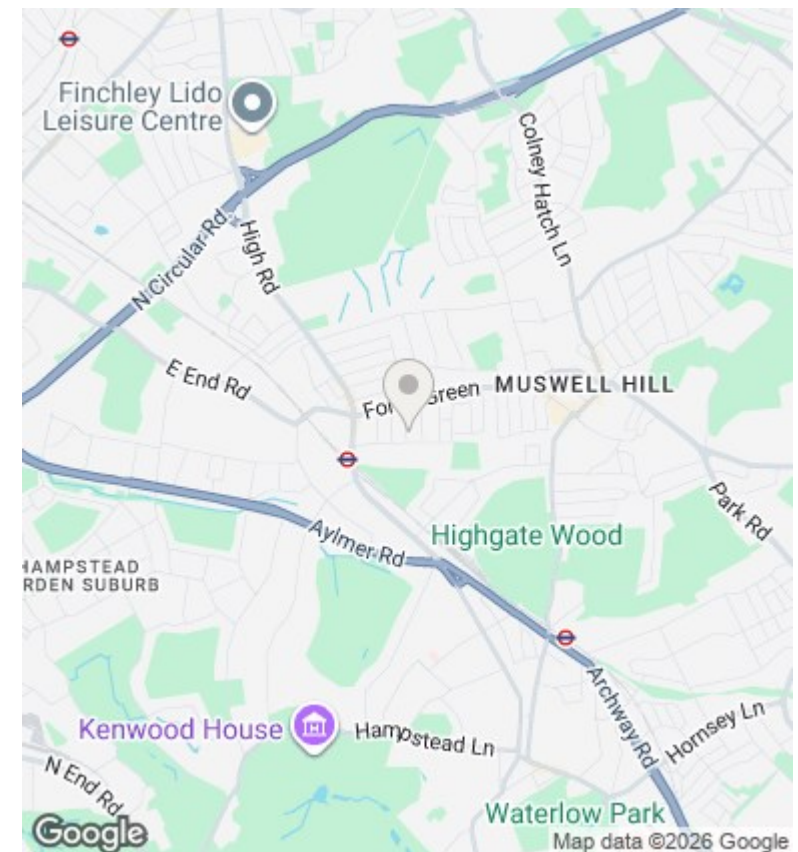 Finchley Lido
Leisure Centre
Colney Hatch Ln
N Circular Rd
High Rd
E End Rd
Green
MUSWELL HILL
Park Rd
Highgate Wood
Aylmer Rd
HAMPSTEAD
RDEN SUBURB
Archway Rd
Hornsey Ln
Kenwood House
Hampstead Ln
N End Rd
Waterlow Park
Google
Map data ©2026 Google